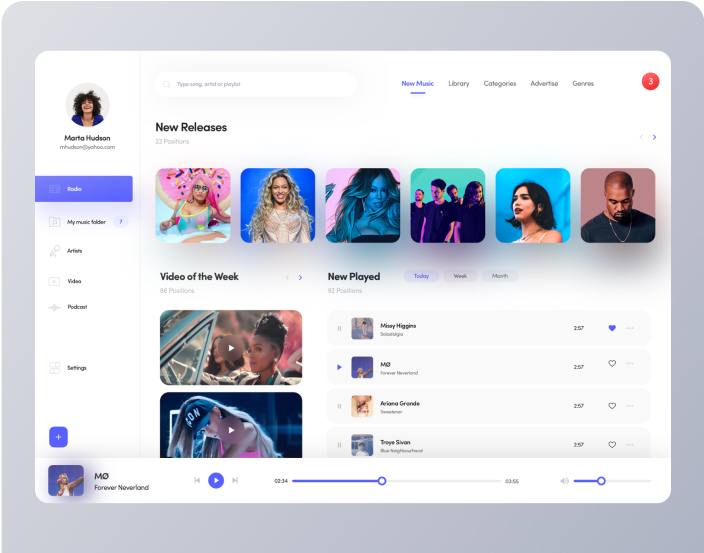 Type song, artist or playlist
New Music
Library
Categories
Advertise
Genres
3
Marta Hudson
mhudson@yahoo.com
Radio
My music folder
7
Artists
Video
Podcast
Settings
+
New Releases
22 Positions
Video of the Week
86 Positions
New Played
92 Positions
Today
Week
Month
Missy Higgins
Solastalgia
2:57
MØ
Forever Neverland
2:57
Ariana Grande
Sweetener
2:57
Troye Sivan
Blue Neighbourhood
2:57
MØ
Forever Neverland
02:34
03:55